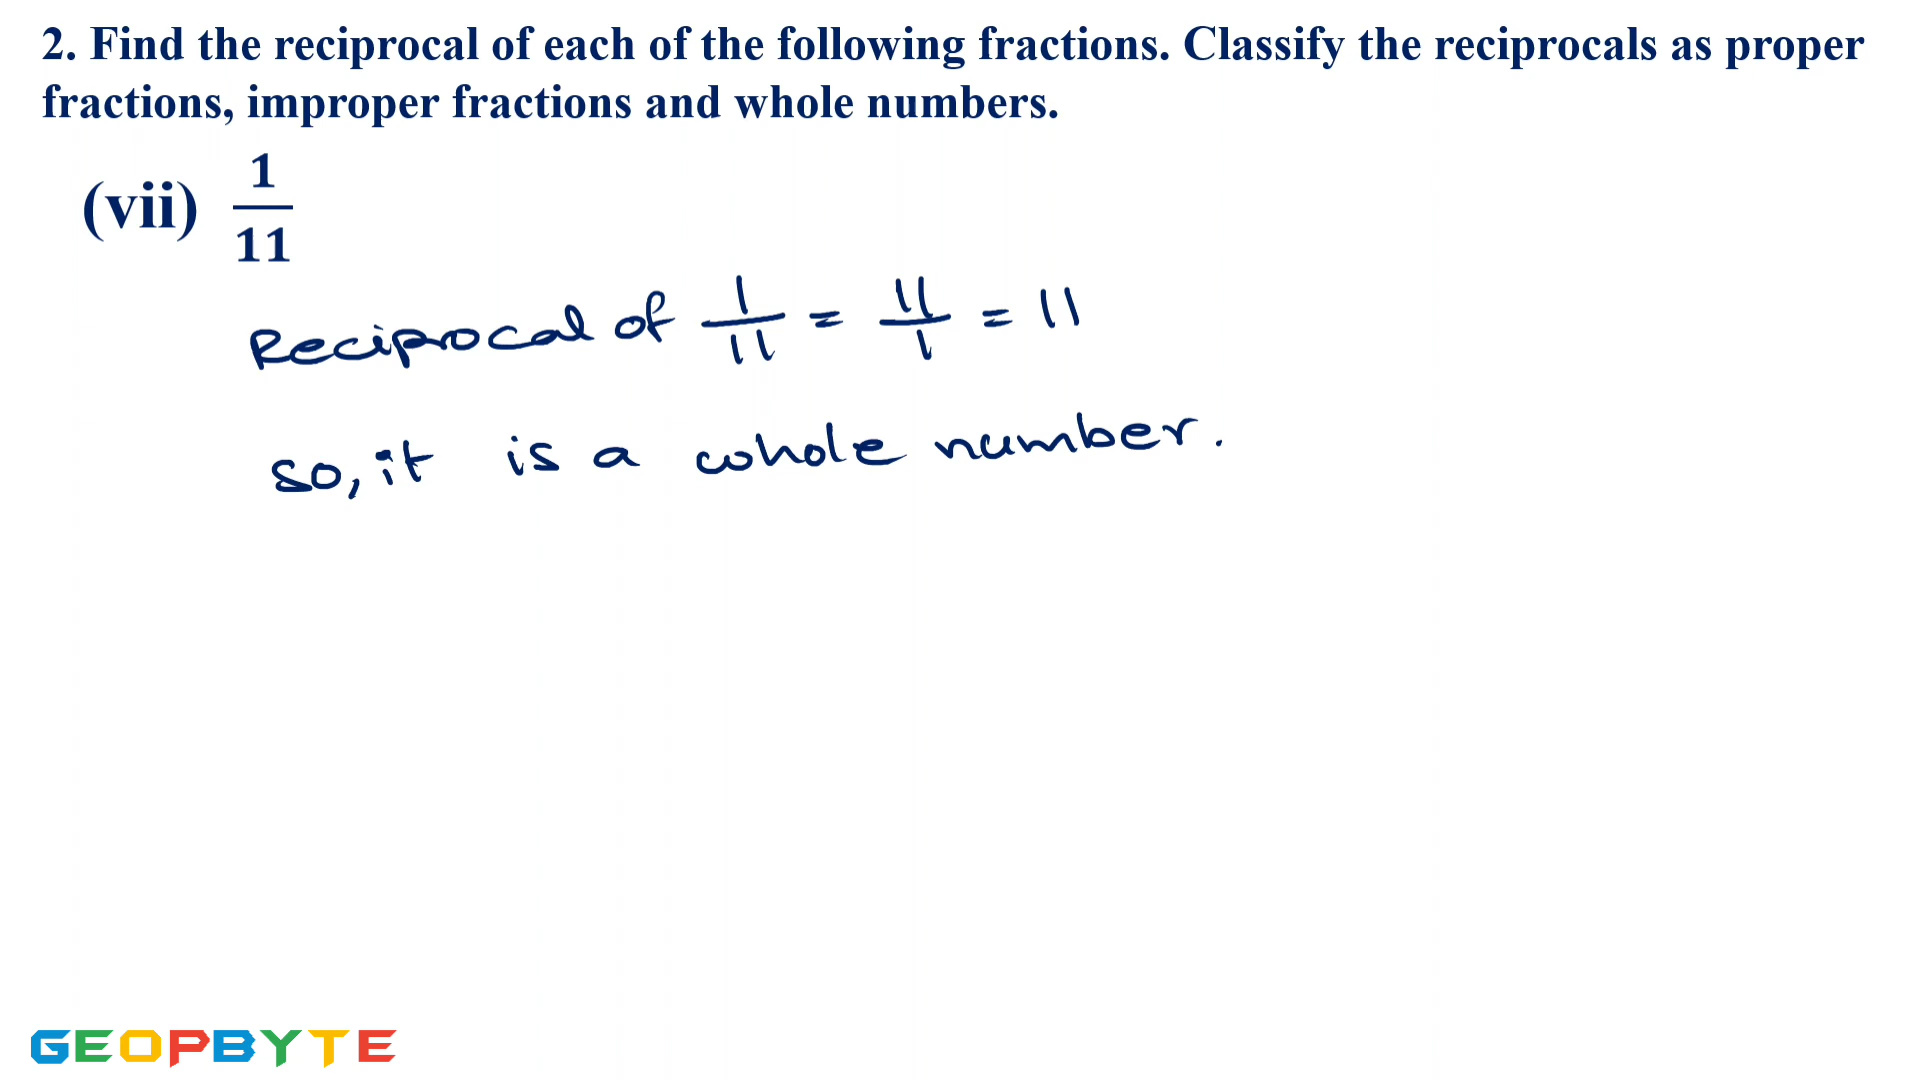 2. Find the reciprocal of each of the following fractions. Classify the reciprocals as proper
fractions, improper fractions and whole numbers.
(vii) 1/11
Reciprocal of 1/11 = 11/1 = 11
so, it is a whole number.
GEOPBYTE